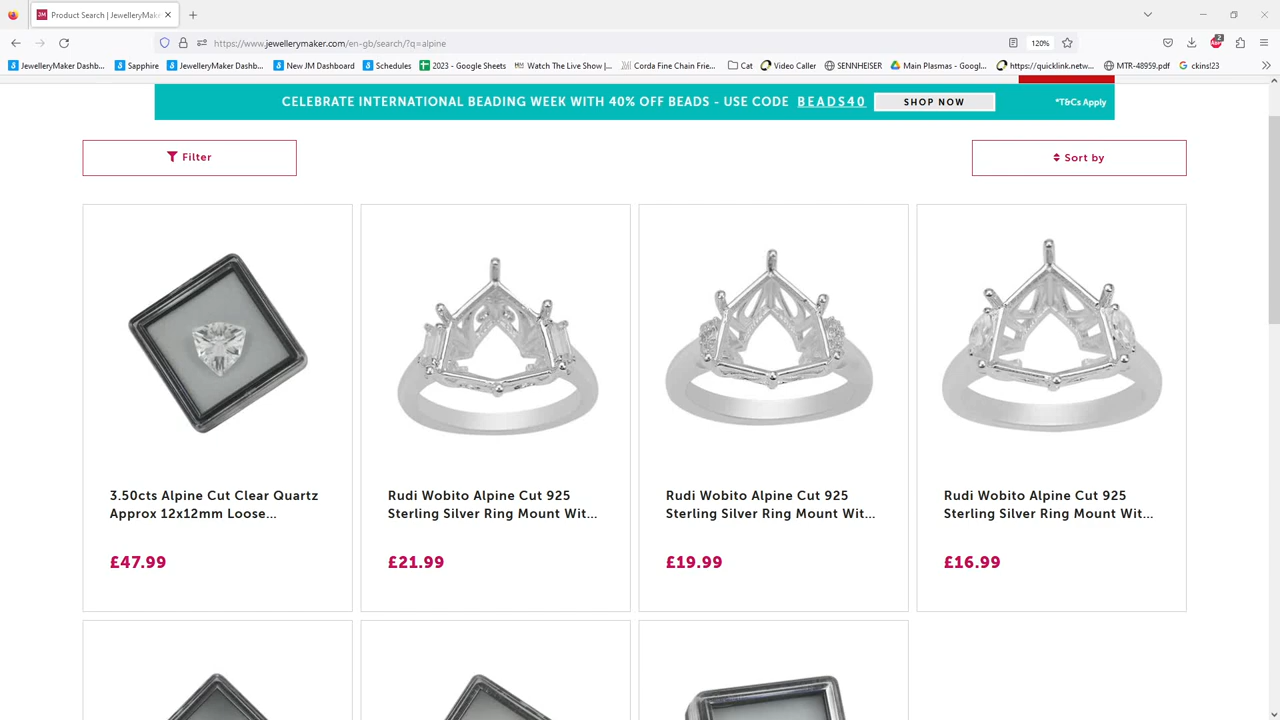 JM Product Search | JewelleryMak
https://www.jewellerymaker.com/en-gb/search/?q=alpine
120%
JewelleryMaker Dashb...
Sapphire
JewelleryMaker Dashb...
New JM Dashboard
Schedules
2023 - Google Sheets
Watch The Live Show |...
Corda Fine Chain Frie...
Cat
Video Caller
SENNHEISER
Main Plasmas - Googl...
https://quicklink.netw...
MTR-48959.pdf
ckins!23
CELEBRATE INTERNATIONAL BEADING WEEK WITH 40% OFF BEADS - USE CODE BEADS40 SHOP NOW *T&Cs Apply
Filter
Sort by
3.50cts Alpine Cut Clear Quartz
Approx 12x12mm Loose...
£47.99
Rudi Wobito Alpine Cut 925
Sterling Silver Ring Mount Wit...
£21.99
Rudi Wobito Alpine Cut 925
Sterling Silver Ring Mount Wit...
£19.99
Rudi Wobito Alpine Cut 925
Sterling Silver Ring Mount Wit...
£16.99